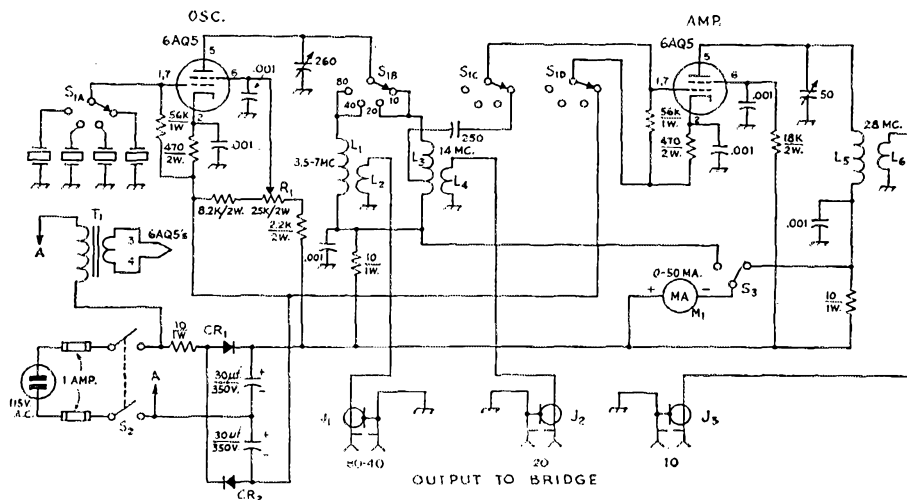 OSC.
AMP.
6AQ5
6AQ5
5
5
1,7
6
1,7
6
2
2
.001
260
50
S1A
S1B
S1C
S1D
80
40
20
10
56K
1W.
470
2W.
.001
250
56K
1W.
470
2W.
.001
.001
18K
2W.
28 MC.
L1
L2
L3
L4
L5
L6
3.5-7MC
14 MC.
8.2K/2W.
25K/2W
R1
2.2K
2W.
.001
10
1W.
.001
0-50 MA.
+
MA
-
M1
S3
10
1W.
T1
A
3
4
6AQ5's
10
1W
CR1
1 AMP.
A
115V.
A.C.
S2
30µf
350V.
+
-
30µf
350V
+
-
CR2
J1
J2
J3
80-40
20
10
OUTPUT TO BRIDGE